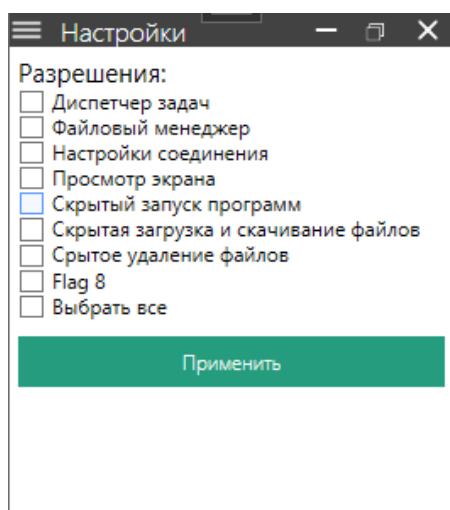 Настройки
Разрешения:
Диспетчер задач
Файловый менеджер
Настройки соединения
Просмотр экрана
Скрытый запуск программ
Скрытая загрузка и скачивание файлов
Срытое удаление файлов
Flag 8
Выбрать все
Применить